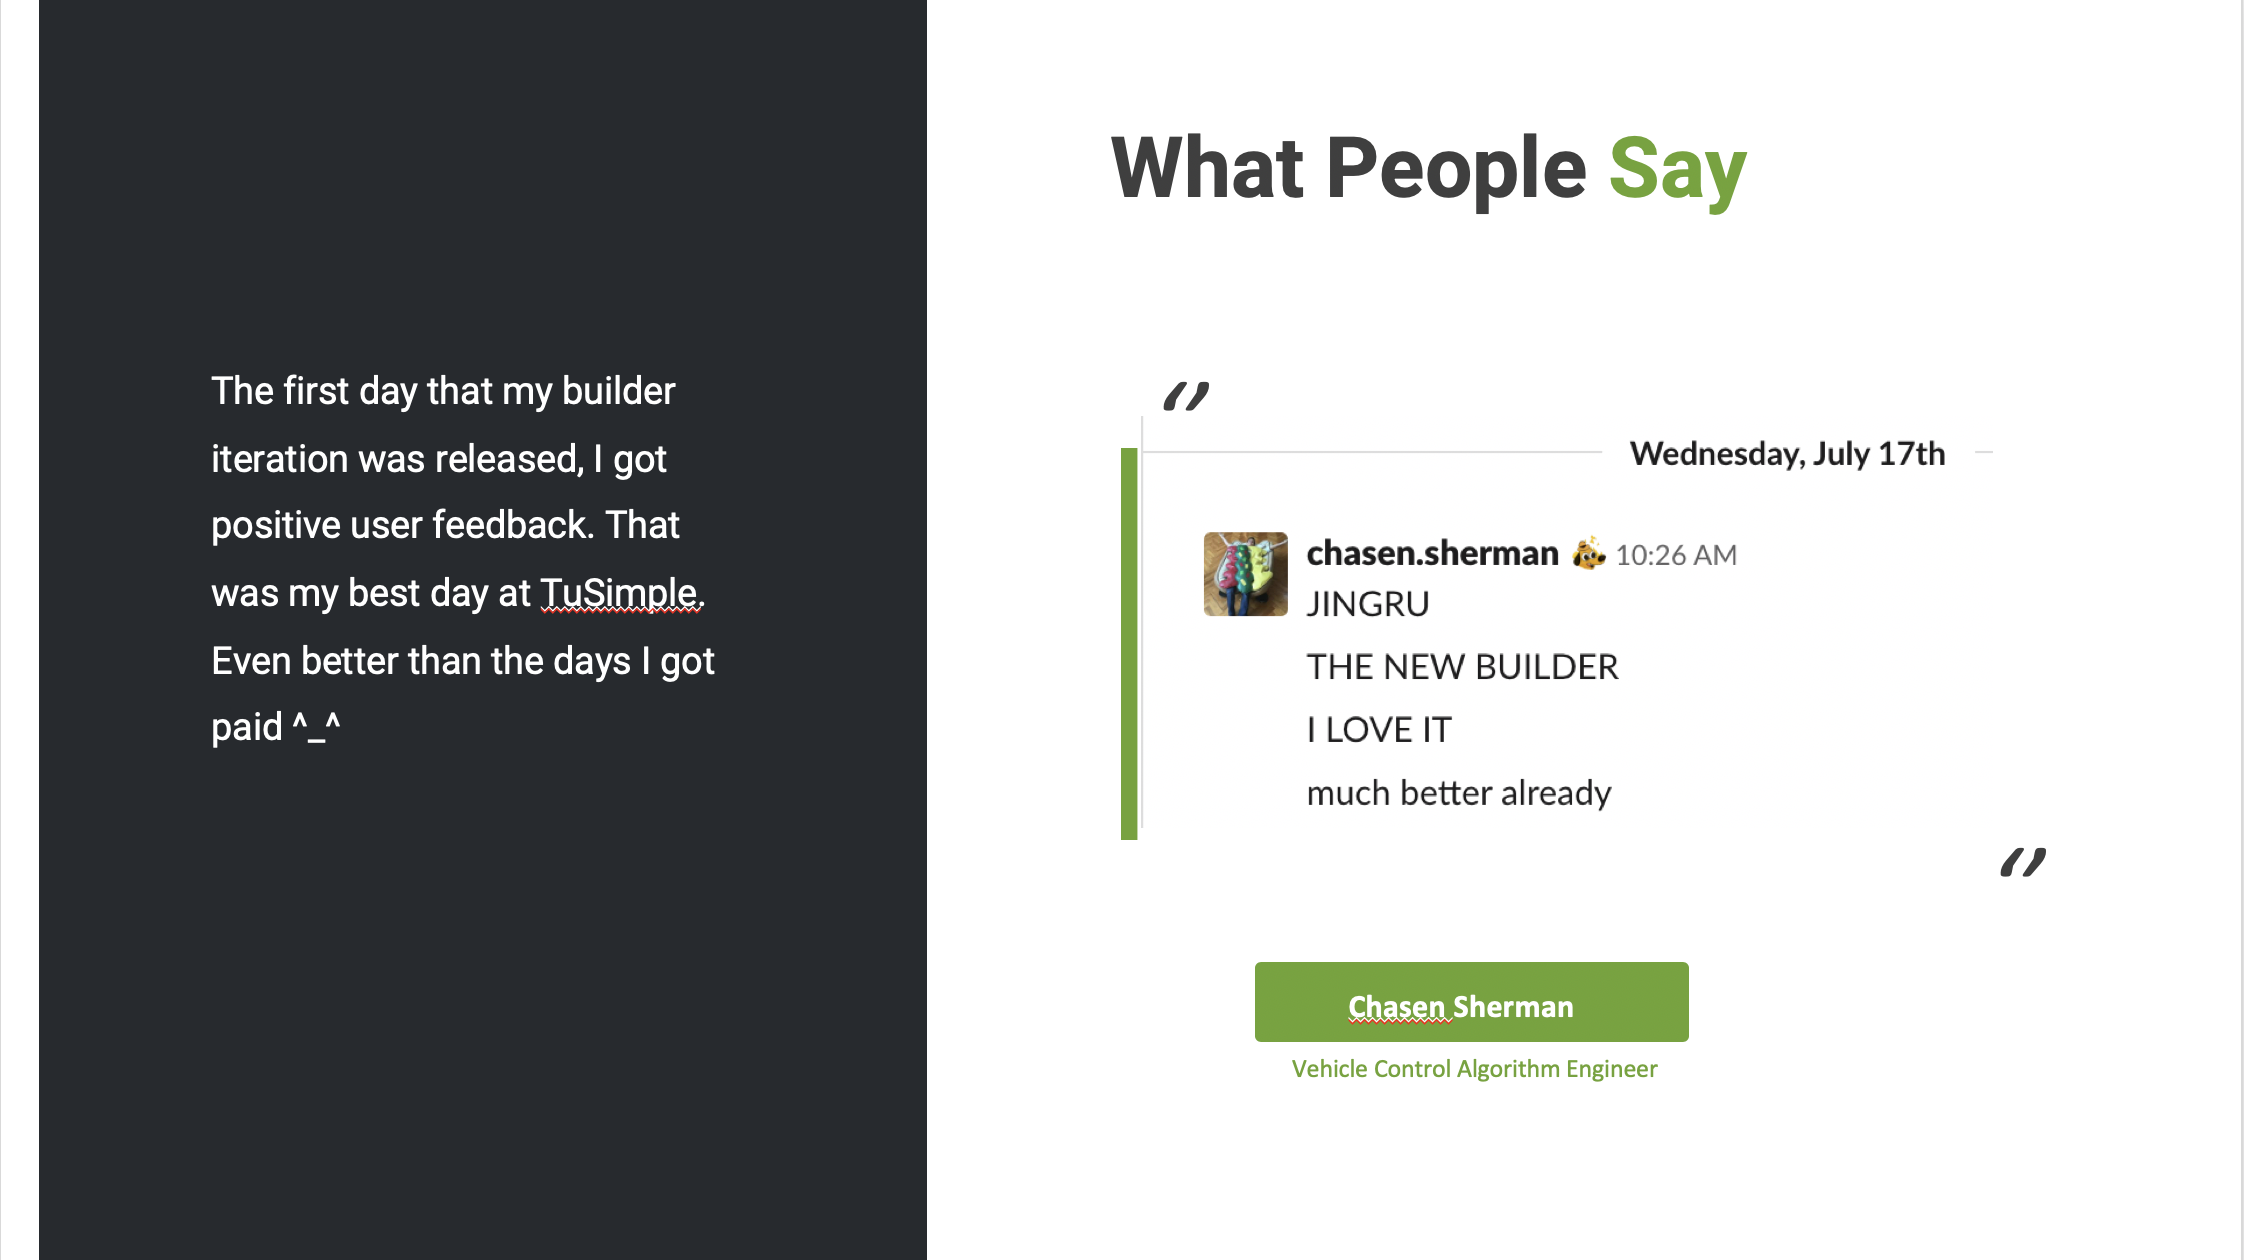 The first day that my builder
iteration was released, I got
positive user feedback. That
was my best day at TuSimple.
Even better than the days I got
paid ^_^
What People Say
“
Wednesday, July 17th
chasen.sherman 10:26 AM
JINGRU
THE NEW BUILDER
I LOVE IT
much better already
”
Chasen Sherman
Vehicle Control Algorithm Engineer